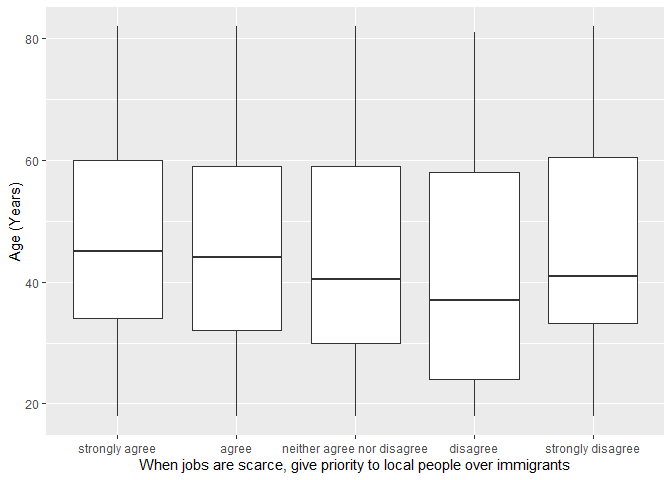 Age (Years)
80
60
40
20
strongly agree
agree
neither agree nor disagree
disagree
strongly disagree
When jobs are scarce, give priority to local people over immigrants